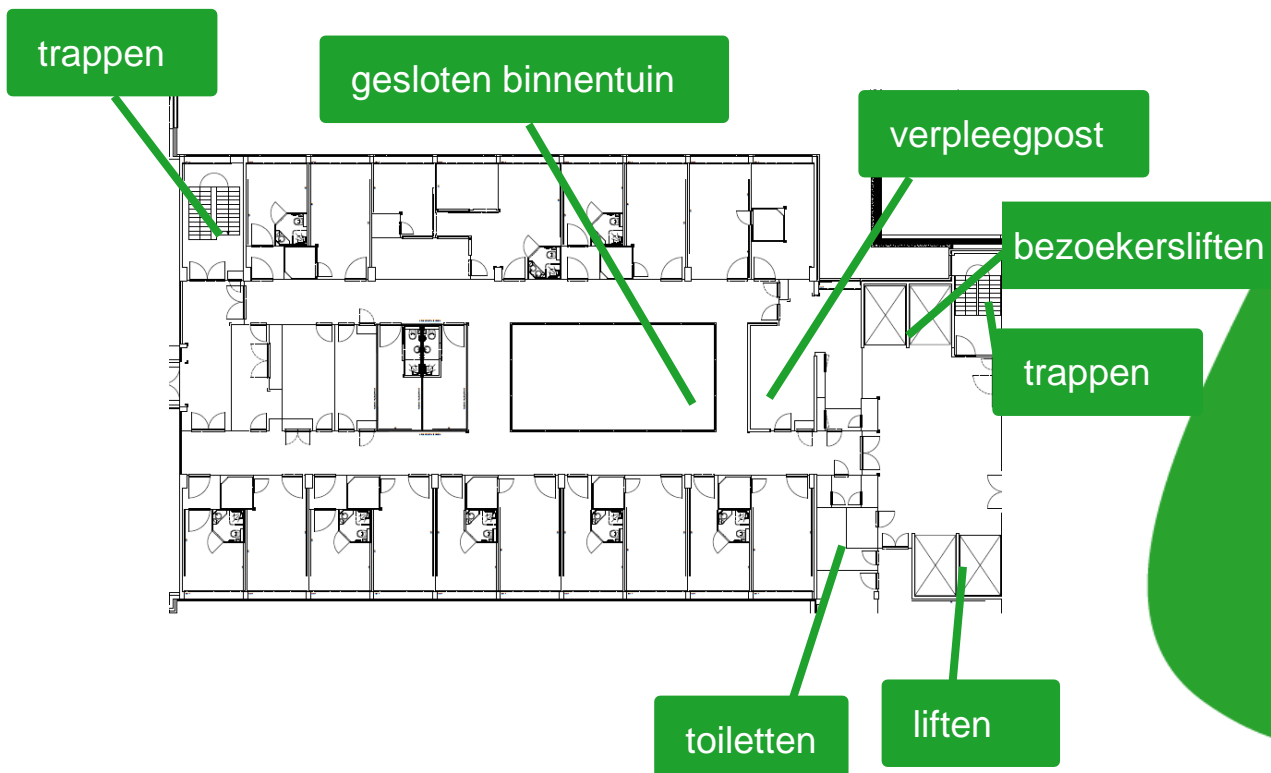 trappen
gesloten binnentuin
verpleegpost
bezoekersliften
trappen
toiletten
liften